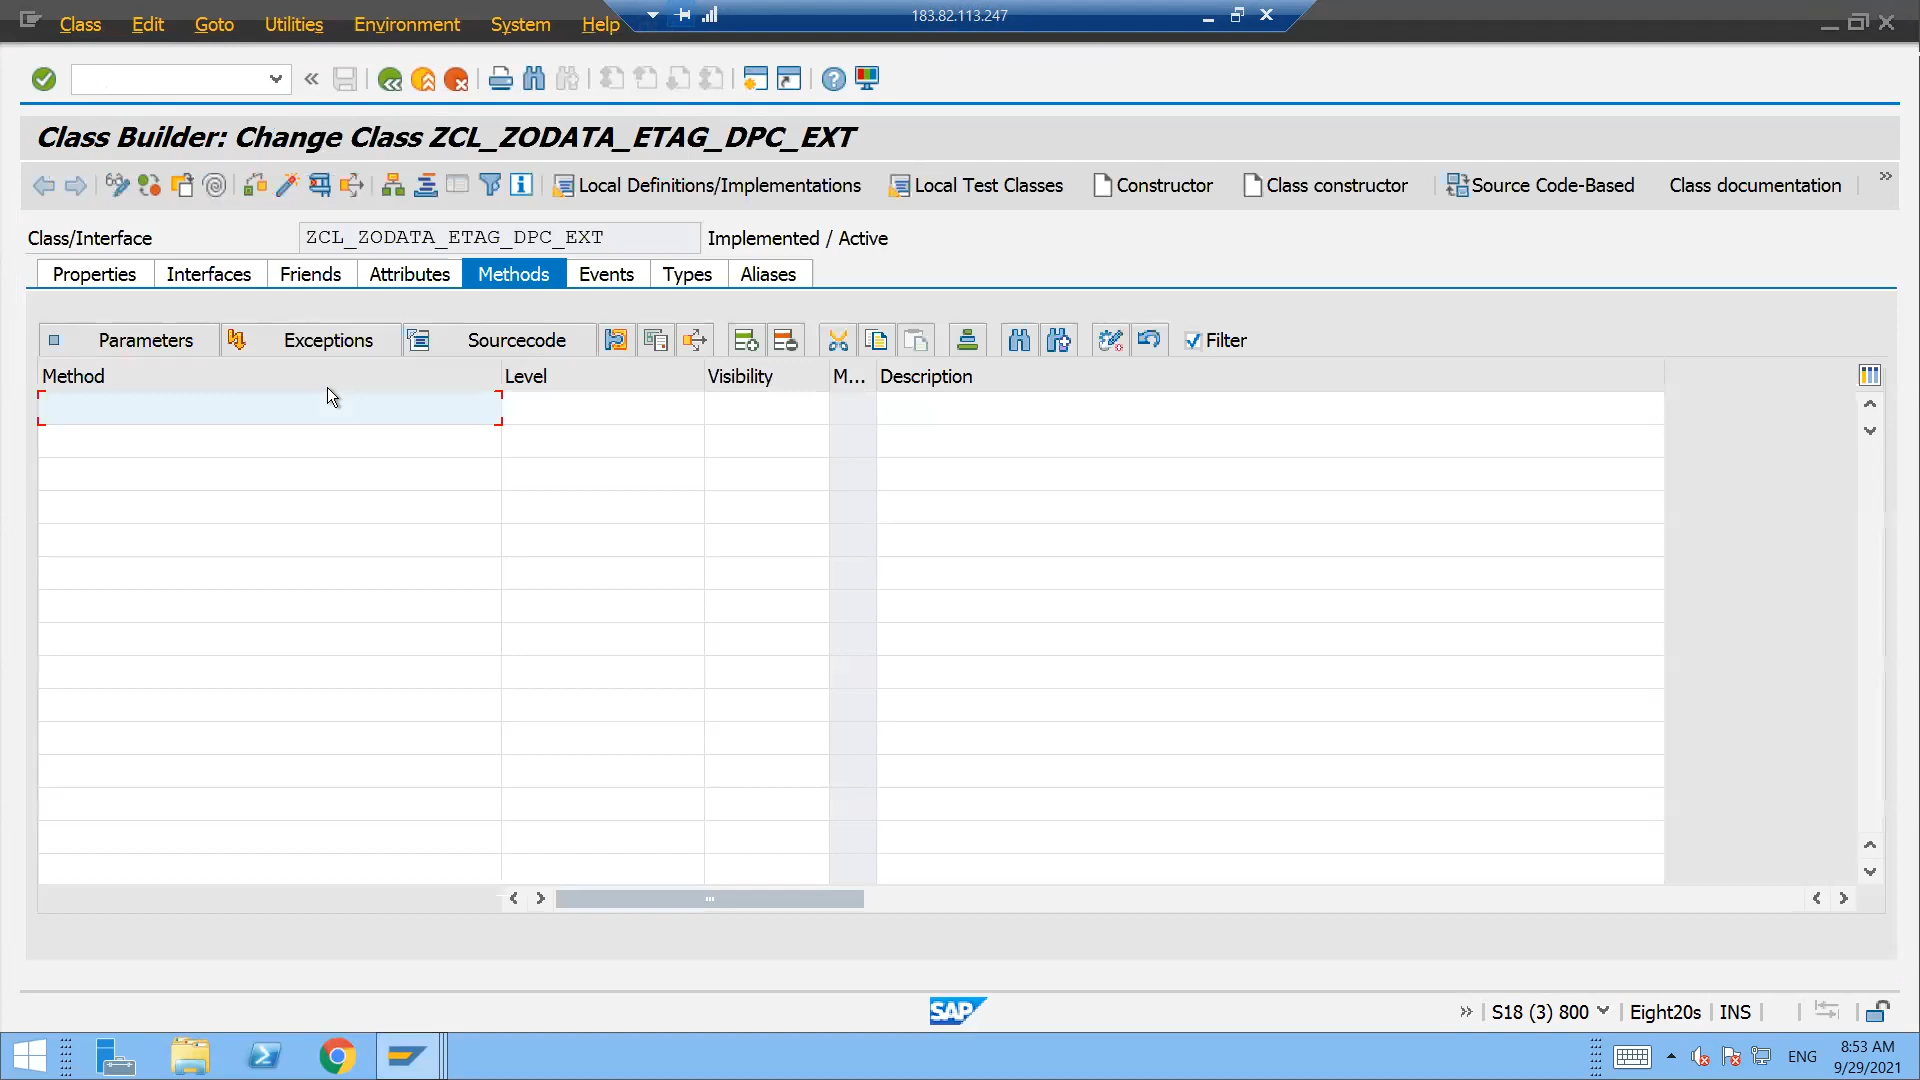 Class Edit Goto Utilities Environment System Help
183.82.113.247
Class Builder: Change Class ZCL_ZODATA_ETAG_DPC_EXT
Local Definitions/Implementations Local Test Classes Constructor Class constructor Source Code-Based Class documentation
Class/Interface ZCL_ZODATA_ETAG_DPC_EXT Implemented / Active
Properties Interfaces Friends Attributes Methods Events Types Aliases
Parameters Exceptions Sourcecode Filter
Method Level Visibility M... Description
SAP
S18 (3) 800 Eight20s INS
ENG
8:53 AM
9/29/2021